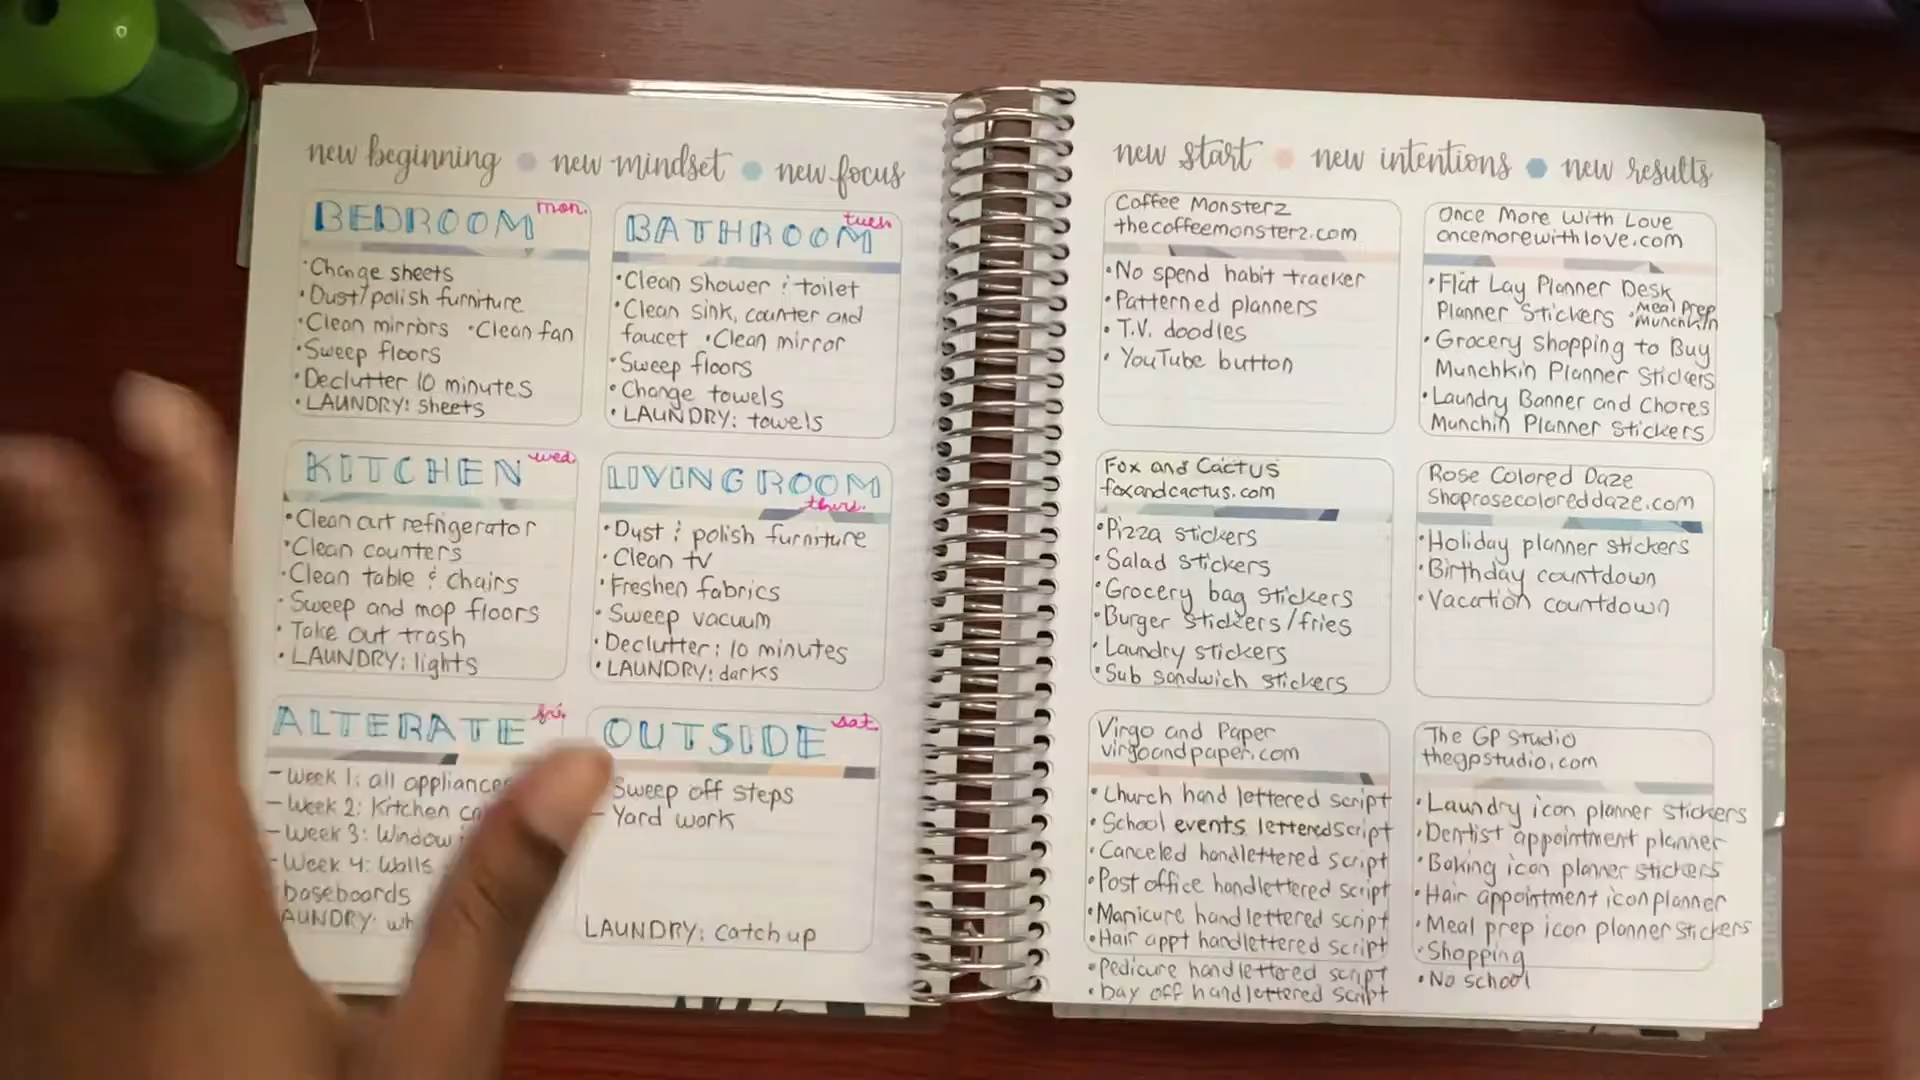 new beginning • new mindset • new focus
BEDROOM mon.
• Change sheets
• Dust/polish furniture
• Clean mirrors • Clean fan
• Sweep floors
• Declutter 10 minutes
• LAUNDRY: sheets
BATHROOM tues.
• Clean shower & toilet
• Clean sink, counter and
faucet • Clean mirror
• Sweep floors
• Change towels
• LAUNDRY: towels
KITCHEN wed.
• Clean out refrigerator
• Clean counters
• Clean table & chairs
• Sweep and mop floors
• Take out trash
• LAUNDRY: lights
LIVING ROOM
thurs.
• Dust & polish furniture
• Clean tv
• Freshen fabrics
• Sweep vacuum
• Declutter: 10 minutes
• LAUNDRY: darks
ALTERATE fri.
- Week 1: all appliances
- Week 2: Kitchen
- Week 3: Window
- Week 4: Walls
baseboards
AUNDRY: wh
OUTSIDE sat.
Sweep off steps
- Yard work
LAUNDRY: catch up
new start • new intentions • new results
Coffee Monsterz
thecoffeemonsterz.com
• No spend habit tracker
• Patterned planners
• T.V. doodles
• YouTube button
Once More With Love
oncemorewithlove.com
• Flat Lay Planner Desk
Planner Stickers • Meal Prep
Munchkin
• Grocery Shopping to Buy
Munchkin Planner Stickers
• Laundry Banner and Chores
Munchin Planner Stickers
Fox and Cactus
foxandcactus.com
• Pizza stickers
• Salad stickers
• Grocery bag stickers
• Burger stickers/fries
• Laundry stickers
• Sub sandwich stickers
Rose Colored Daze
shoprosecoloreddaze.com
• Holiday planner stickers
• Birthday countdown
• Vacation countdown
Virgo and Paper
virgoandpaper.com
• Church hand lettered script
• School events lettered script
• Canceled handlettered script
• Post office handlettered script
• Manicure handlettered script
• Hair appt handlettered script
• Pedicure handlettered script
• Day off handlettered script
The GP Studio
thegpstudio.com
• Laundry icon planner stickers
• Dentist appointment planner
• Baking icon planner stickers
• Hair appointment icon planner
• Meal prep icon planner stickers
• Shopping
• No school